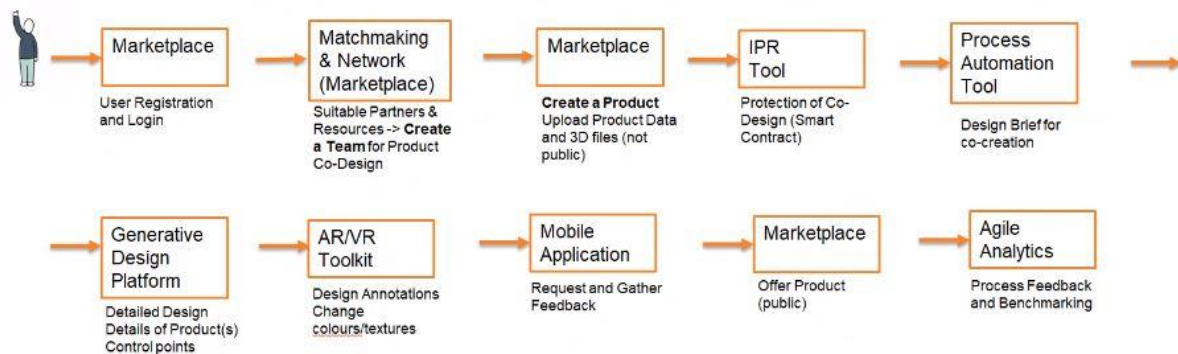 Marketplace
User Registration
and Login
Matchmaking
& Network
(Marketplace)
Suitable Partners &
Resources -> Create
a Team for Product
Co-Design
Marketplace
Create a Product
Upload Product Data
and 3D files (not
public)
IPR
Tool
Protection of Co-
Design (Smart
Contract)
Process
Automation
Tool
Design Brief for
co-creation
Generative
Design
Platform
Detailed Design
Details of Product(s)
Control points
AR/VR
Toolkit
Design Annotations
Change
colours/textures
Mobile
Application
Request and Gather
Feedback
Marketplace
Offer Product
(public)
Agile
Analytics
Process Feedback
and Benchmarking